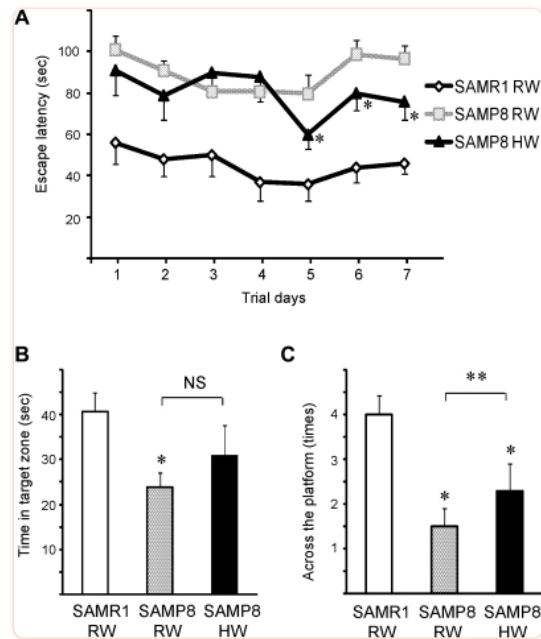 A
Escape latency (sec)
100
80
60
40
20
1 2 3 4 5 6 7
Trial days
SAMR1 RW
SAMP8 RW
SAMP8 HW
*
*
*
B
Time in target zone (sec)
40
30
20
10
NS
*
SAMR1 SAMP8 SAMP8
RW RW HW
C
Across the platform (times)
4
3
2
1
**
*
*
SAMR1 SAMP8 SAMP8
RW RW HW